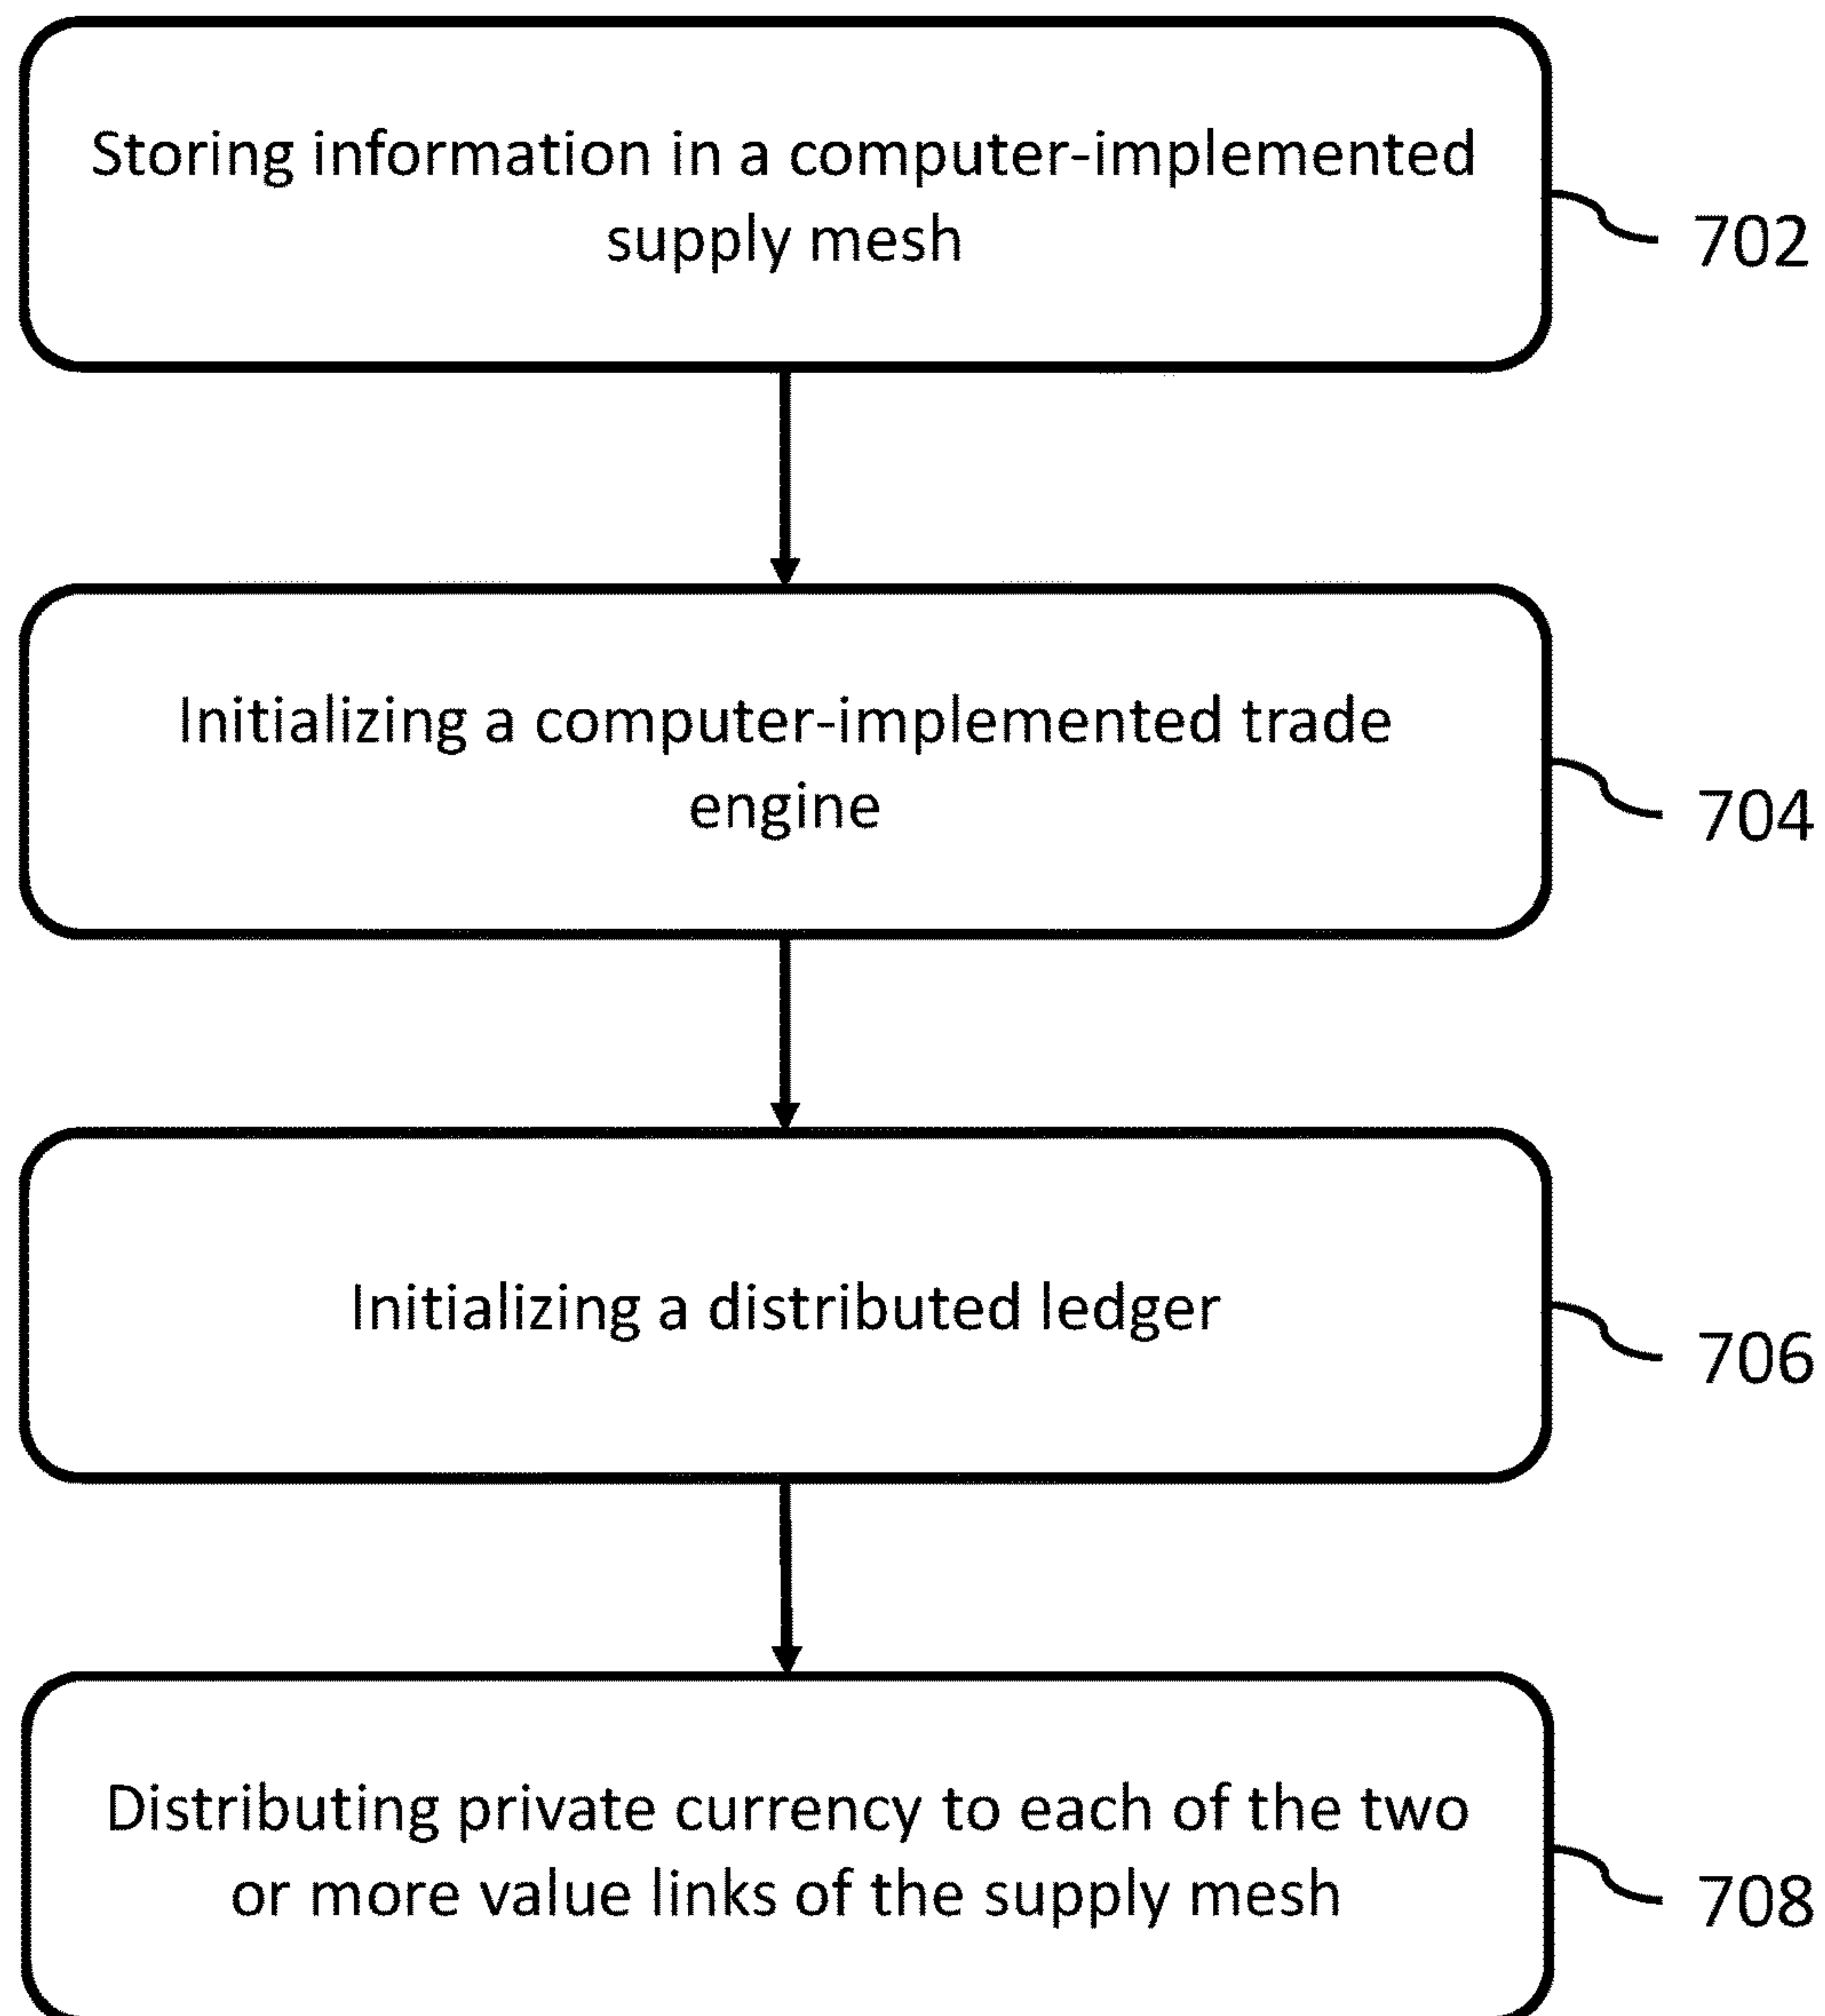 Storing information in a computer-implemented
supply mesh
702
Initializing a computer-implemented trade
engine
704
Initializing a distributed ledger
706
Distributing private currency to each of the two
or more value links of the supply mesh
708